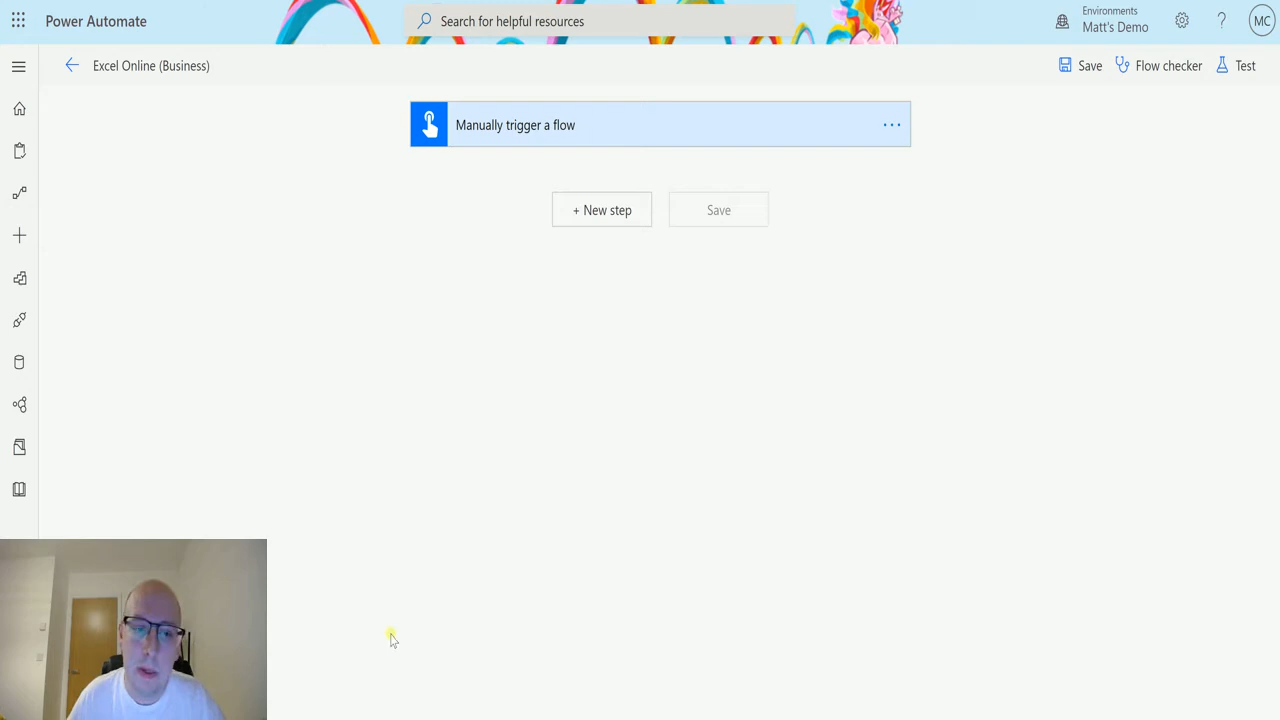 Power Automate
Search for helpful resources
Environments
Matt's Demo
?
MC
Excel Online (Business)
Save
Flow checker
Test
Manually trigger a flow
+ New step
Save